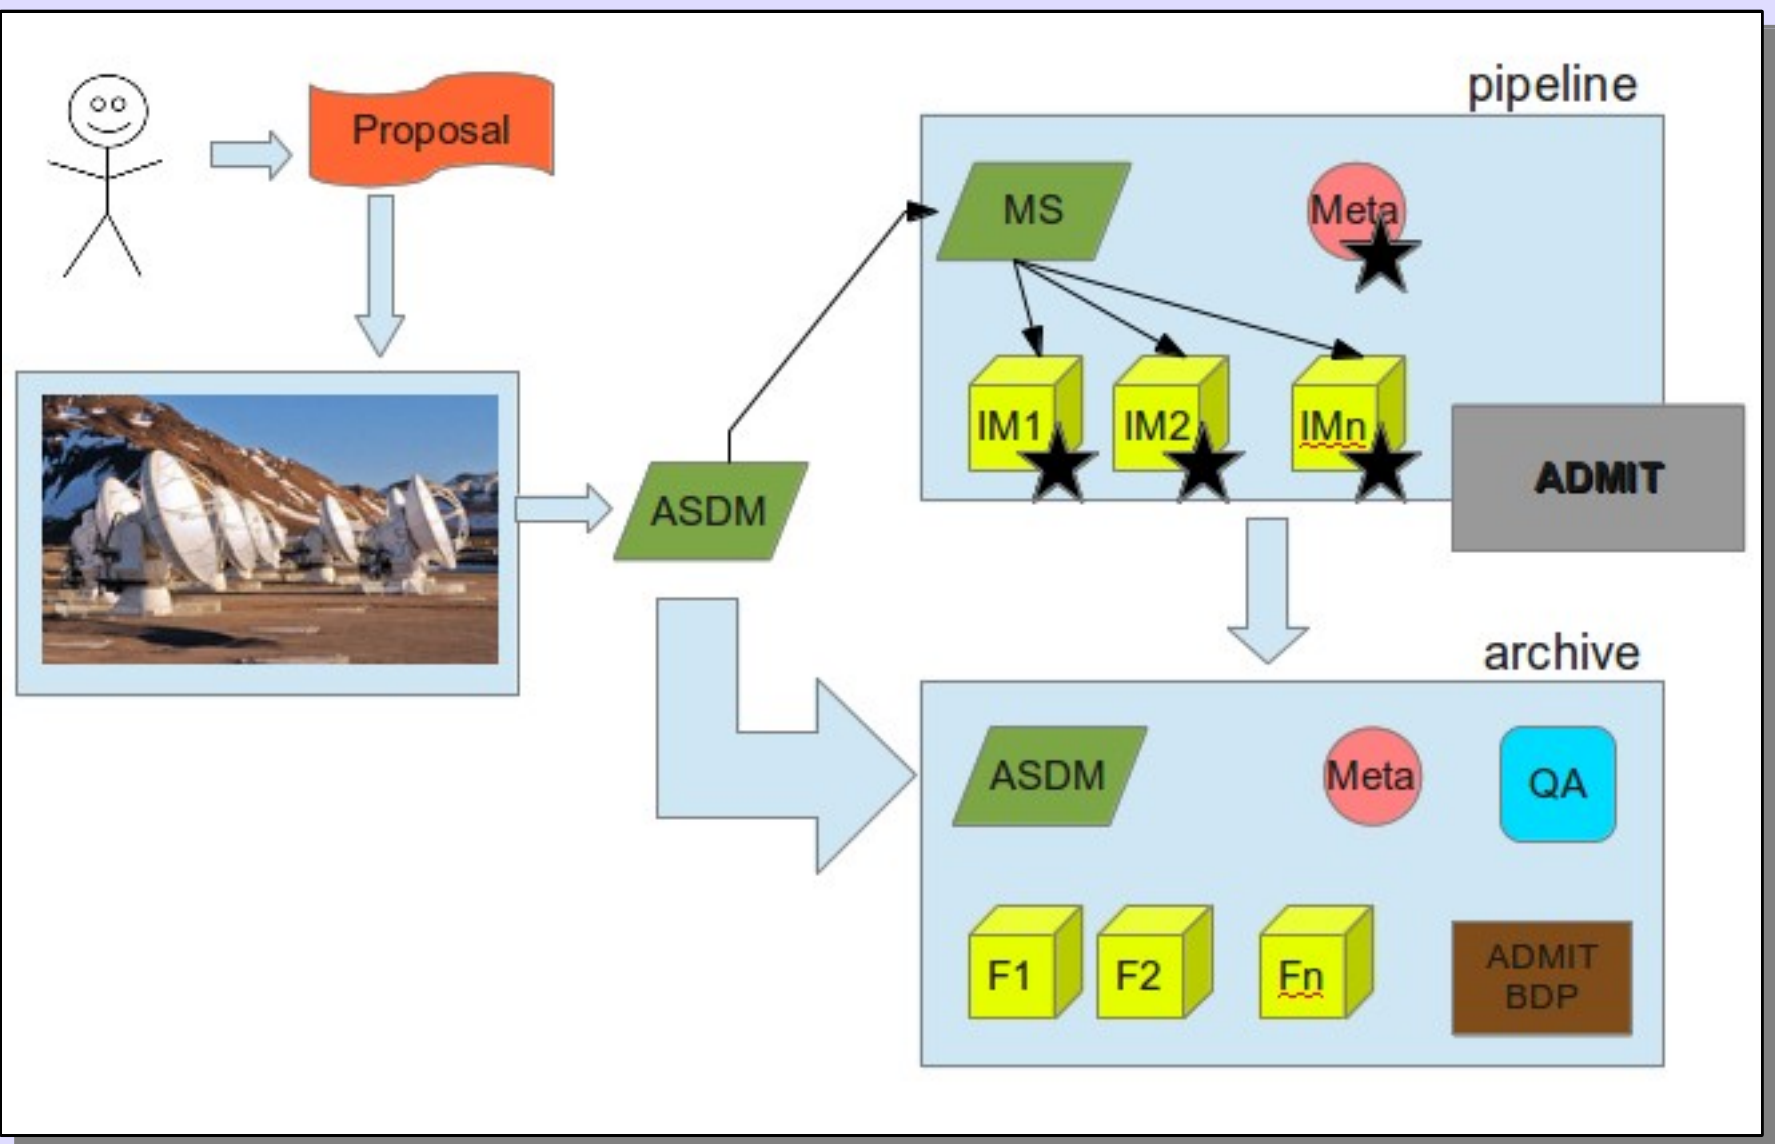 Proposal
pipeline
MS
Meta
IM1
IM2
IMn
ADMIT
ASDM
archive
ASDM
Meta
QA
F1
F2
Fn
ADMIT
BDP